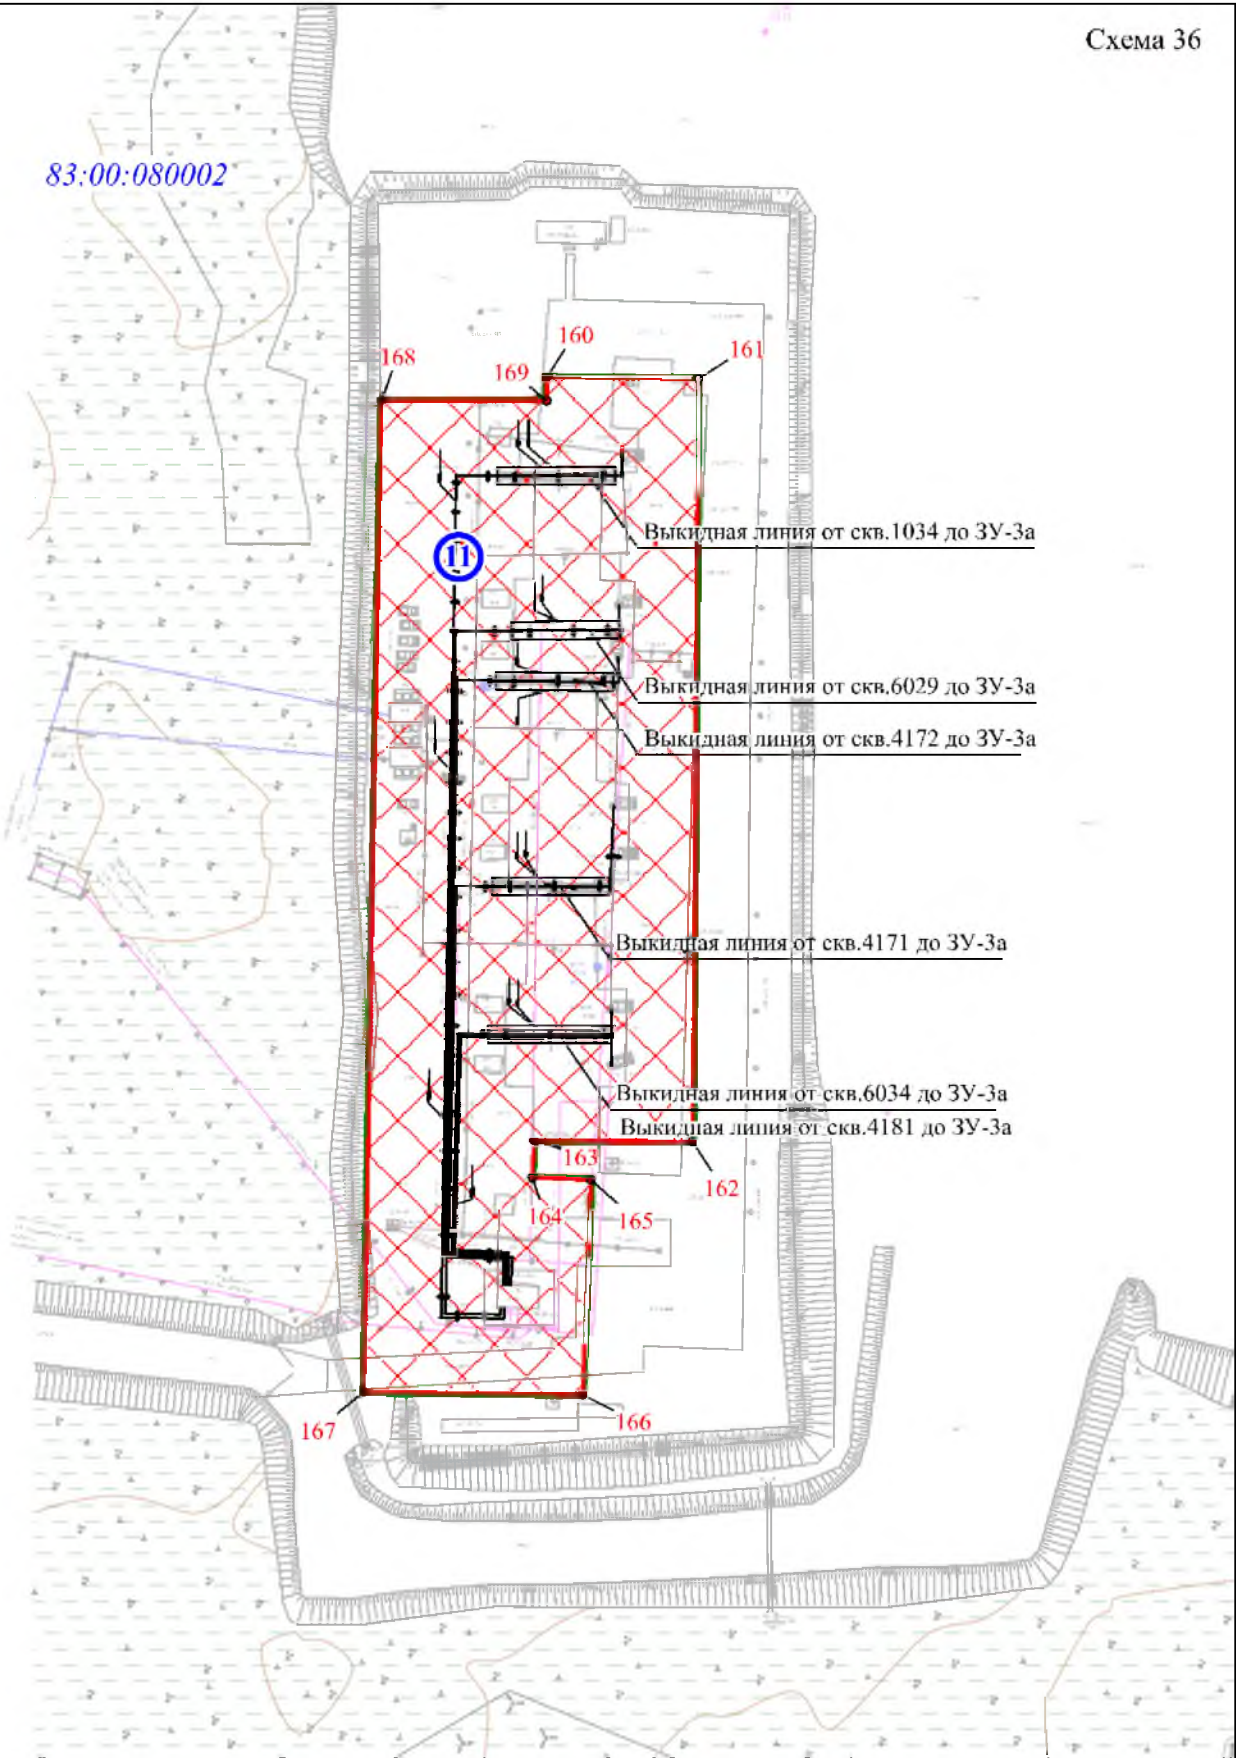 Схема 36
83:00:080002
160
161
168
169
Выкидная линия от скв.1034 до ЗУ-3а
11
Выкидная линия от скв.6029 до ЗУ-3а
Выкидная линия от скв.4172 до ЗУ-3а
Выкидная линия от скв.4171 до ЗУ-3а
Выкидная линия от скв.6034 до ЗУ-3а
Выкидная линия от скв.4181 до ЗУ-3а
163
162
164
165
166
167